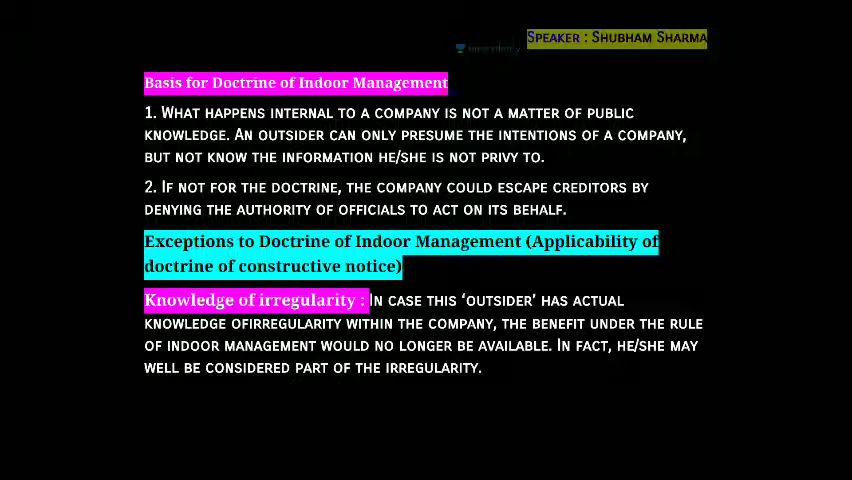 Speaker : Shubham Sharma
Basis for Doctrine of Indoor Management
1. What happens internal to a company is not a matter of public
knowledge. An outsider can only presume the intentions of a company,
but not know the information he/she is not privy to.
2. If not for the doctrine, the company could escape creditors by
denying the authority of officials to act on its behalf.
Exceptions to Doctrine of Indoor Management (Applicability of
doctrine of constructive notice)
Knowledge of irregularity : In case this ‘outsider’ has actual
knowledge ofirregularity within the company, the benefit under the rule
of indoor management would no longer be available. In fact, he/she may
well be considered part of the irregularity.